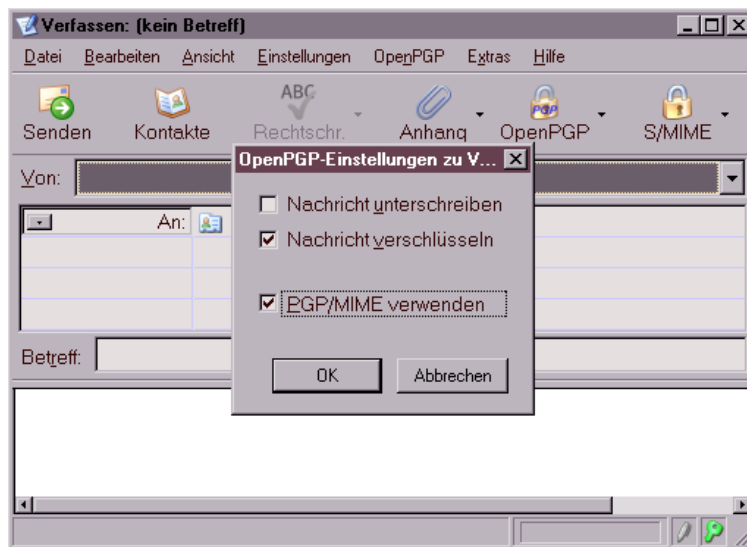 Verfassen: (kein Betreff)
Datei Bearbeiten Ansicht Einstellungen OpenPGP Extras Hilfe
ABC
PGP
Senden Kontakte Rechtschr. Anhang OpenPGP S/MIME
OpenPGP-Einstellungen zu V...
Von:
Nachricht unterschreiben
An:
Nachricht verschlüsseln
PGP/MIME verwenden
Betreff:
OK Abbrechen